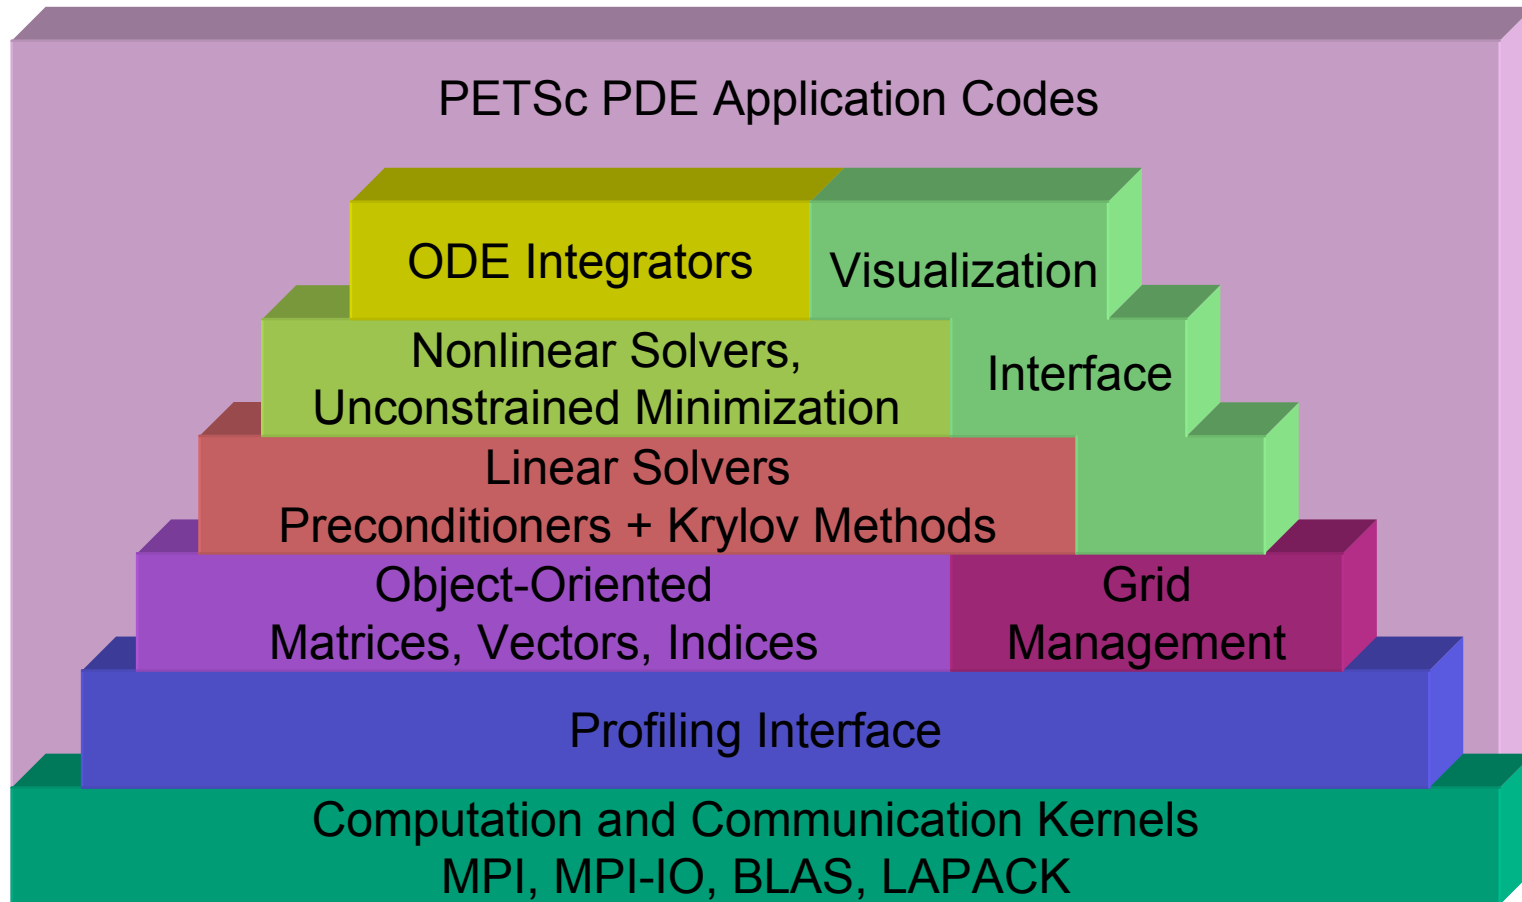 PETSc PDE Application Codes
ODE Integrators
Visualization
Nonlinear Solvers,
Unconstrained Minimization
Interface
Linear Solvers
Preconditioners + Krylov Methods
Object-Oriented
Matrices, Vectors, Indices
Grid
Management
Profiling Interface
Computation and Communication Kernels
MPI, MPI-IO, BLAS, LAPACK